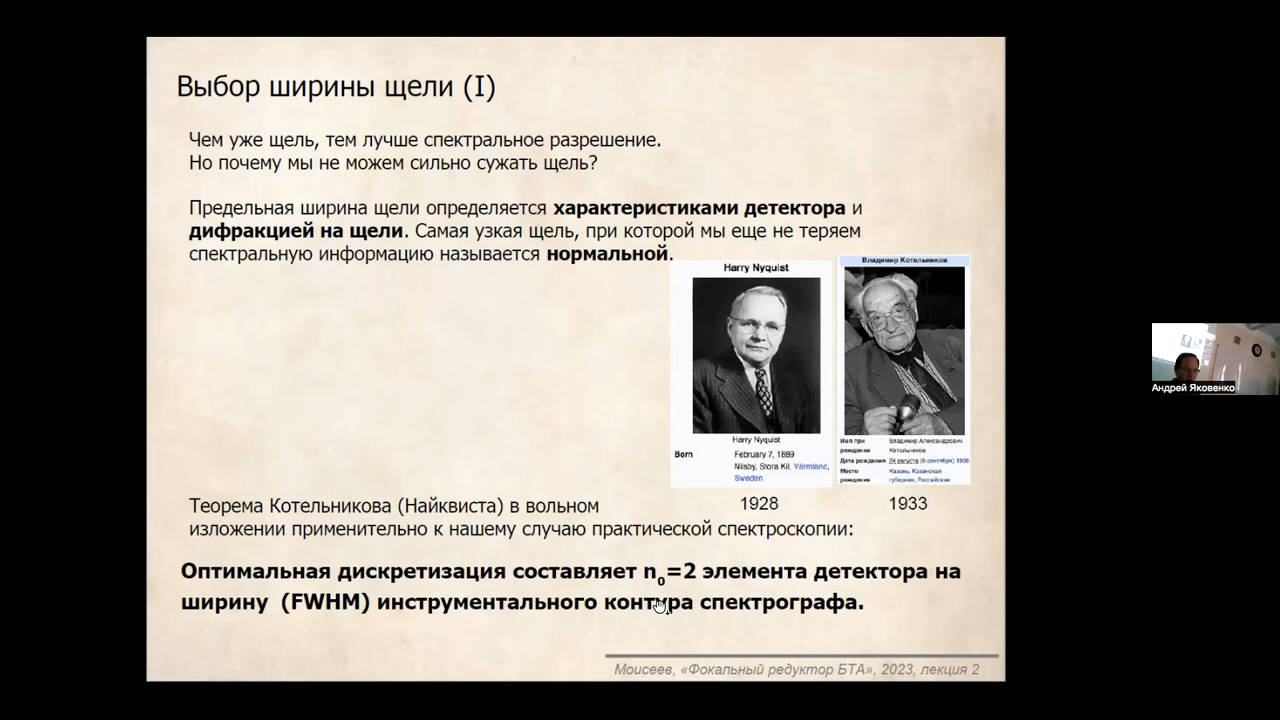 Выбор ширины щели (I)
Чем уже щель, тем лучше спектральное разрешение.
Но почему мы не можем сильно сужать щель?
Предельная ширина щели определяется характеристиками детектора и
дифракцией на щели. Самая узкая щель, при которой мы еще не теряем
спектральную информацию называется нормальной.
Harry Nyquist
Harry Nyquist
Born February 7, 1889
Nilsby, Stora Kil, Värmland,
Sweden
1928
Владимир Котельников
Имя при рождении Владимир Александрович Котельников
Дата рождения 24 августа (6 сентября) 1908
Место рождения Казань, Казанская губерния, Российская
1933
Теорема Котельникова (Найквиста) в вольном
изложении применительно к нашему случаю практической спектроскопии:
Оптимальная дискретизация составляет n0=2 элемента детектора на
ширину (FWHM) инструментального контура спектрографа.
Моисеев, «Фокальный редуктор БТА», 2023, лекция 2
Андрей Яковенко